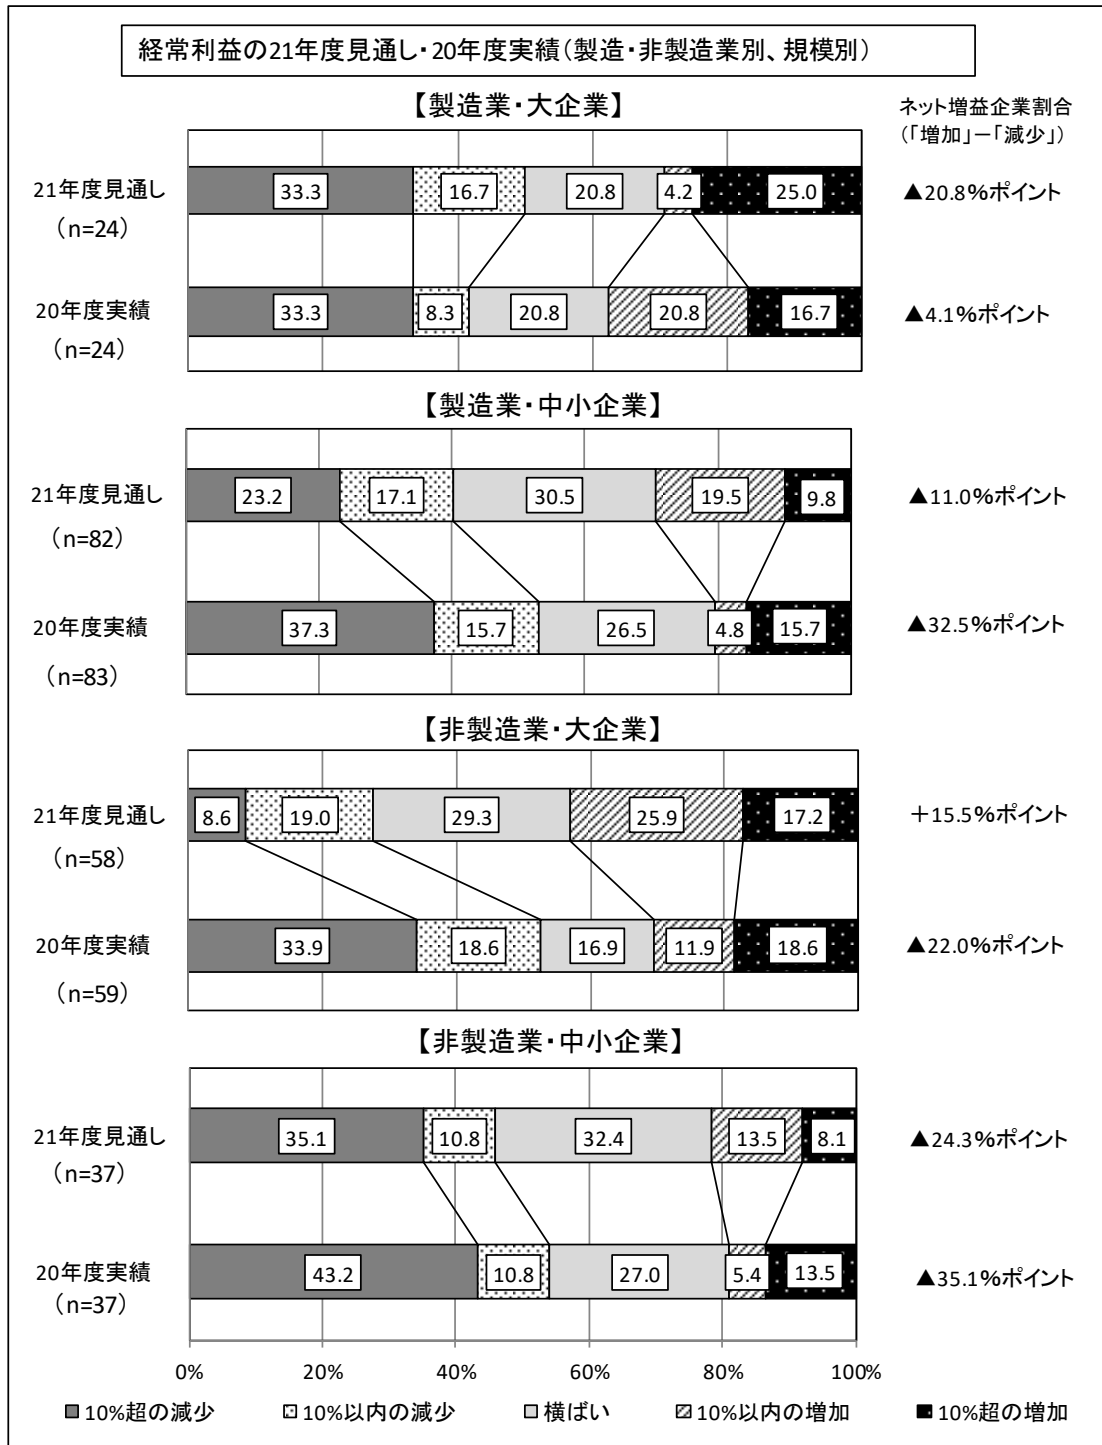 経常利益の21年度見通し・20年度実績（製造・非製造業別、規模別）
【製造業・大企業】
ネット増益企業割合
（「増加」－「減少」）
21年度見通し
（n=24）
33.3 16.7 20.8 4.2 25.0
▲20.8％ポイント
20年度実績
（n=24）
33.3 8.3 20.8 20.8 16.7
▲4.1％ポイント
【製造業・中小企業】
21年度見通し
（n=82）
23.2 17.1 30.5 19.5 9.8
▲11.0％ポイント
20年度実績
（n=83）
37.3 15.7 26.5 4.8 15.7
▲32.5％ポイント
【非製造業・大企業】
21年度見通し
（n=58）
8.6 19.0 29.3 25.9 17.2
＋15.5％ポイント
20年度実績
（n=59）
33.9 18.6 16.9 11.9 18.6
▲22.0％ポイント
【非製造業・中小企業】
21年度見通し
（n=37）
35.1 10.8 32.4 13.5 8.1
▲24.3％ポイント
20年度実績
（n=37）
43.2 10.8 27.0 5.4 13.5
▲35.1％ポイント
0% 20% 40% 60% 80% 100%
10%超の減少 10%以内の減少 横ばい 10%以内の増加 10%超の増加